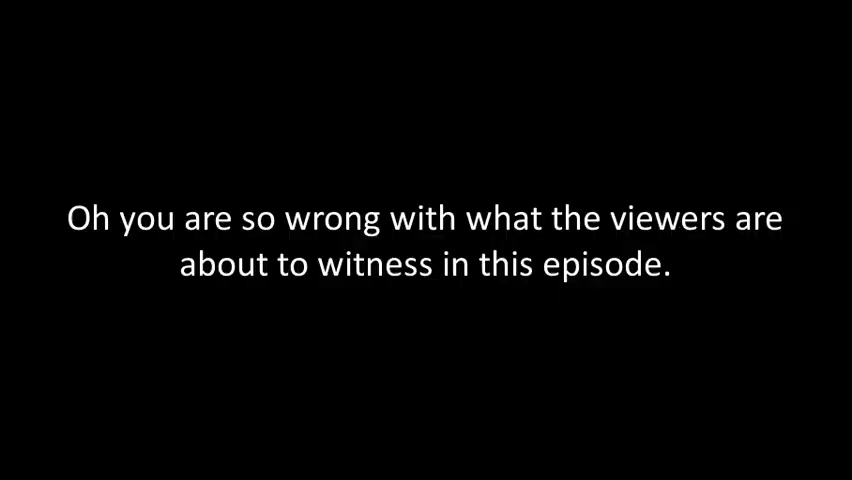 Oh you are so wrong with what the viewers are
about to witness in this episode.